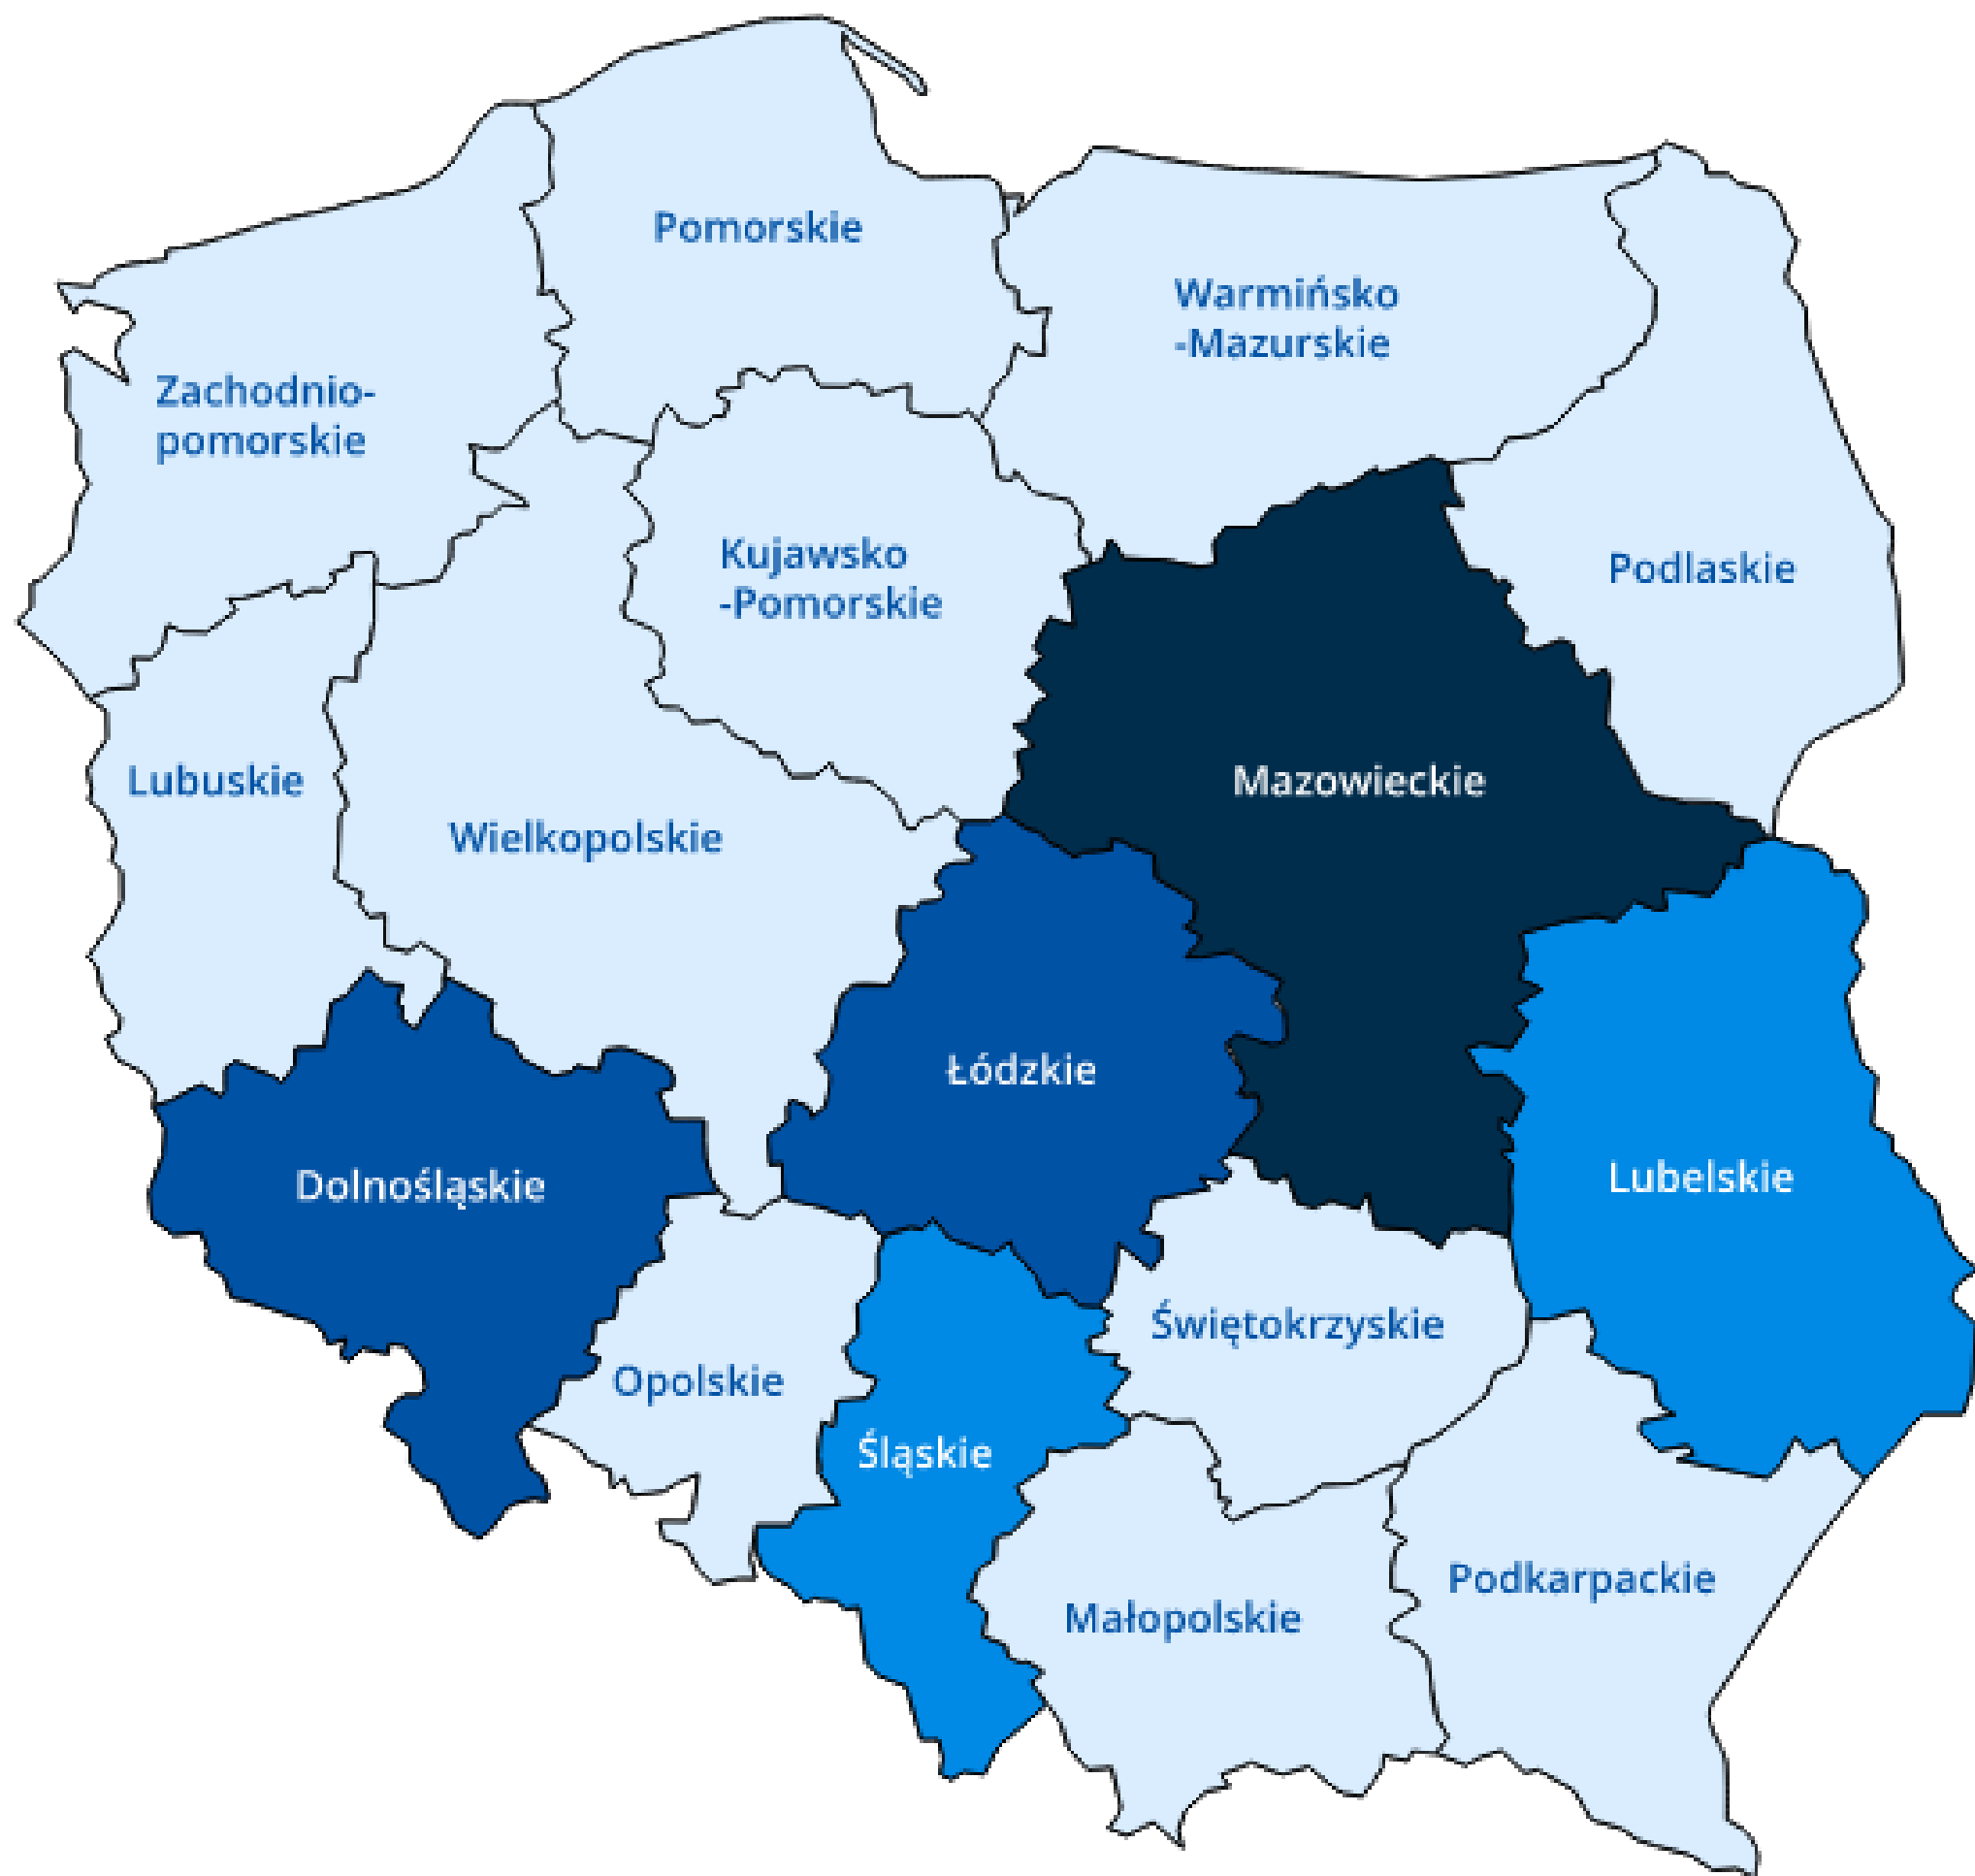 Pomorskie
Warmińsko
-Mazurskie
Zachodnio-
pomorskie
Kujawsko
-Pomorskie
Podlaskie
Lubuskie
Mazowieckie
Wielkopolskie
Łódzkie
Lubelskie
Dolnośląskie
Świętokrzyskie
Opolskie
Śląskie
Podkarpackie
Małopolskie